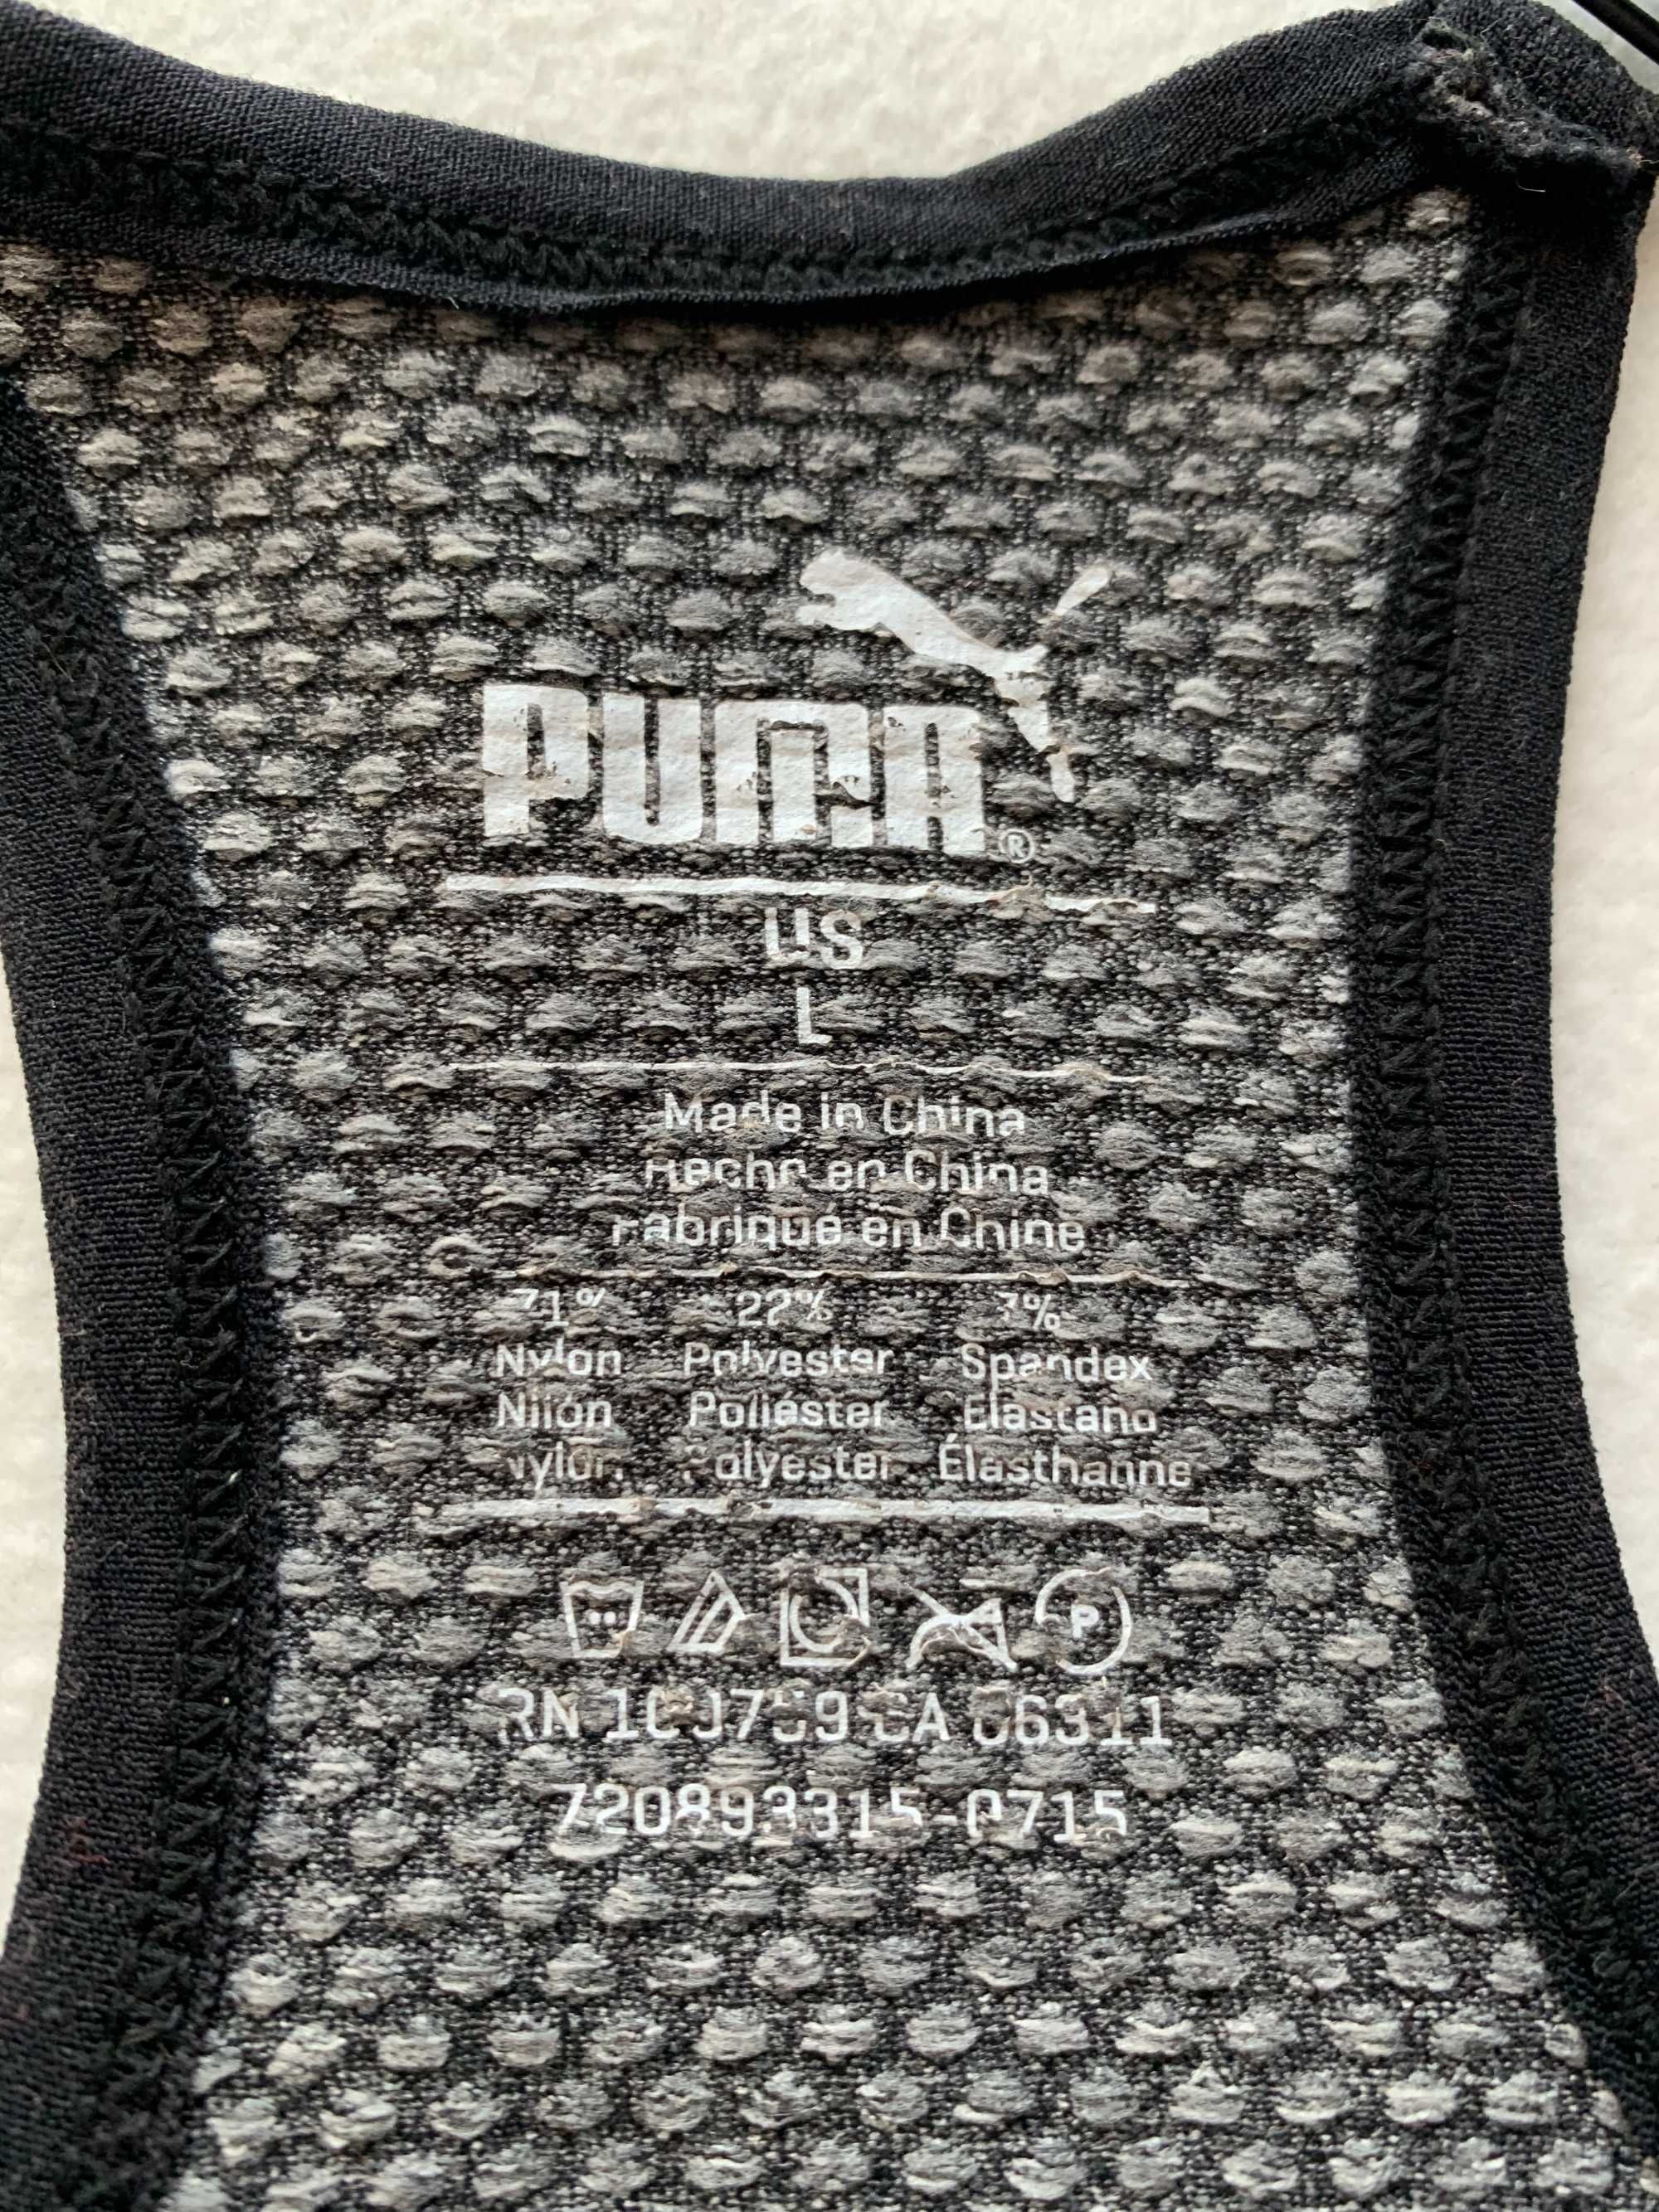 PUMA®
US
L
Made in China
Hecho en China
Fabriqué en Chine
71% 22% 7%
Nylon Polyester Spandex
Nilón Poliéster Elastano
Nylon Polyester Élasthanne
P
RN CA 06311
720893315-0715